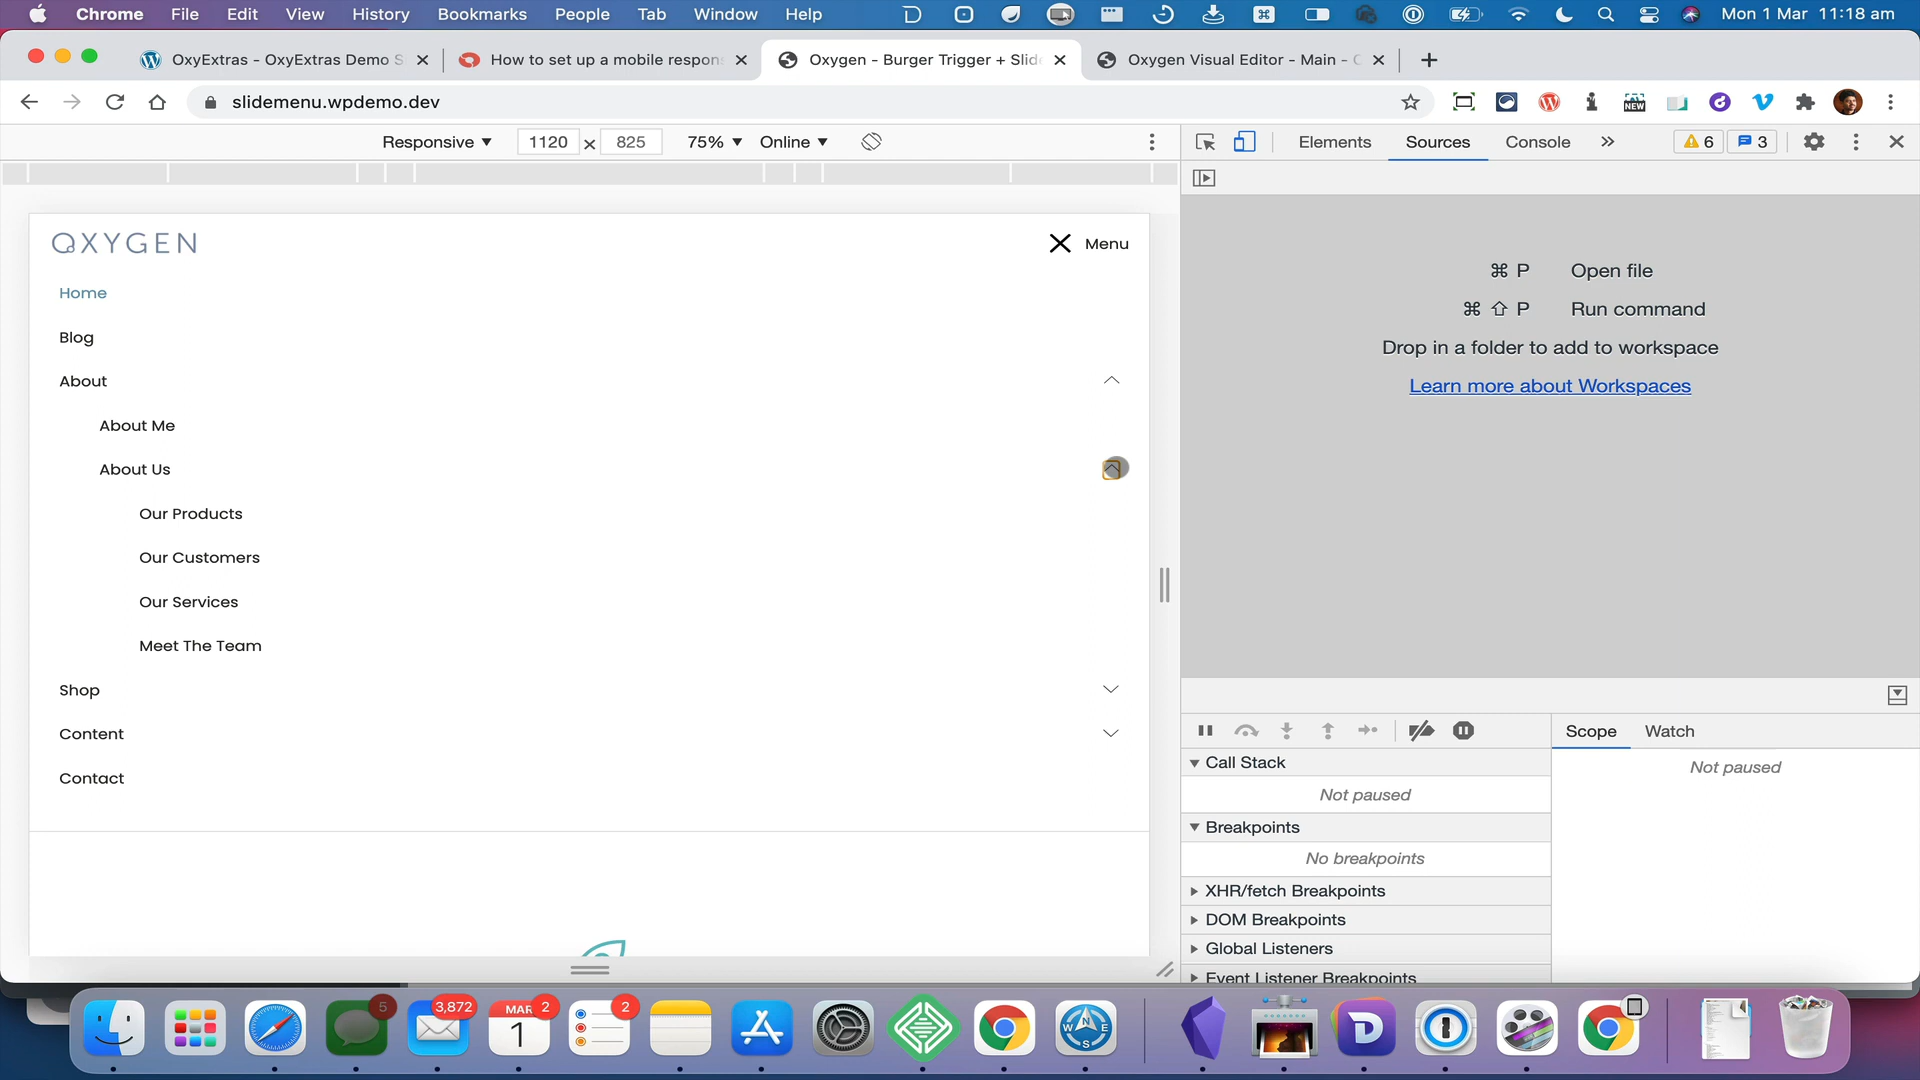 Chrome File Edit View History Bookmarks People Tab Window Help Mon 1 Mar 11:18 am
OxyExtras - OxyExtras Demo S
How to set up a mobile respon
Oxygen - Burger Trigger + Slide
Oxygen Visual Editor - Main - O
slidemenu.wpdemo.dev
NEW
Responsive 1120 × 825 75% Online
Elements Sources Console 6 3
OXYGEN
Menu
Home
Blog
About
About Me
About Us
Our Products
Our Customers
Our Services
Meet The Team
Shop
Content
Contact
⌘ P Open file
⌘ ⇧ P Run command
Drop in a folder to add to workspace
Learn more about Workspaces
Scope Watch
Call Stack
Not paused
Not paused
Breakpoints
No breakpoints
XHR/fetch Breakpoints
DOM Breakpoints
Global Listeners
Event Listener Breakpoints
5
3,872
MAR
1
2
2
N
W E
S
D